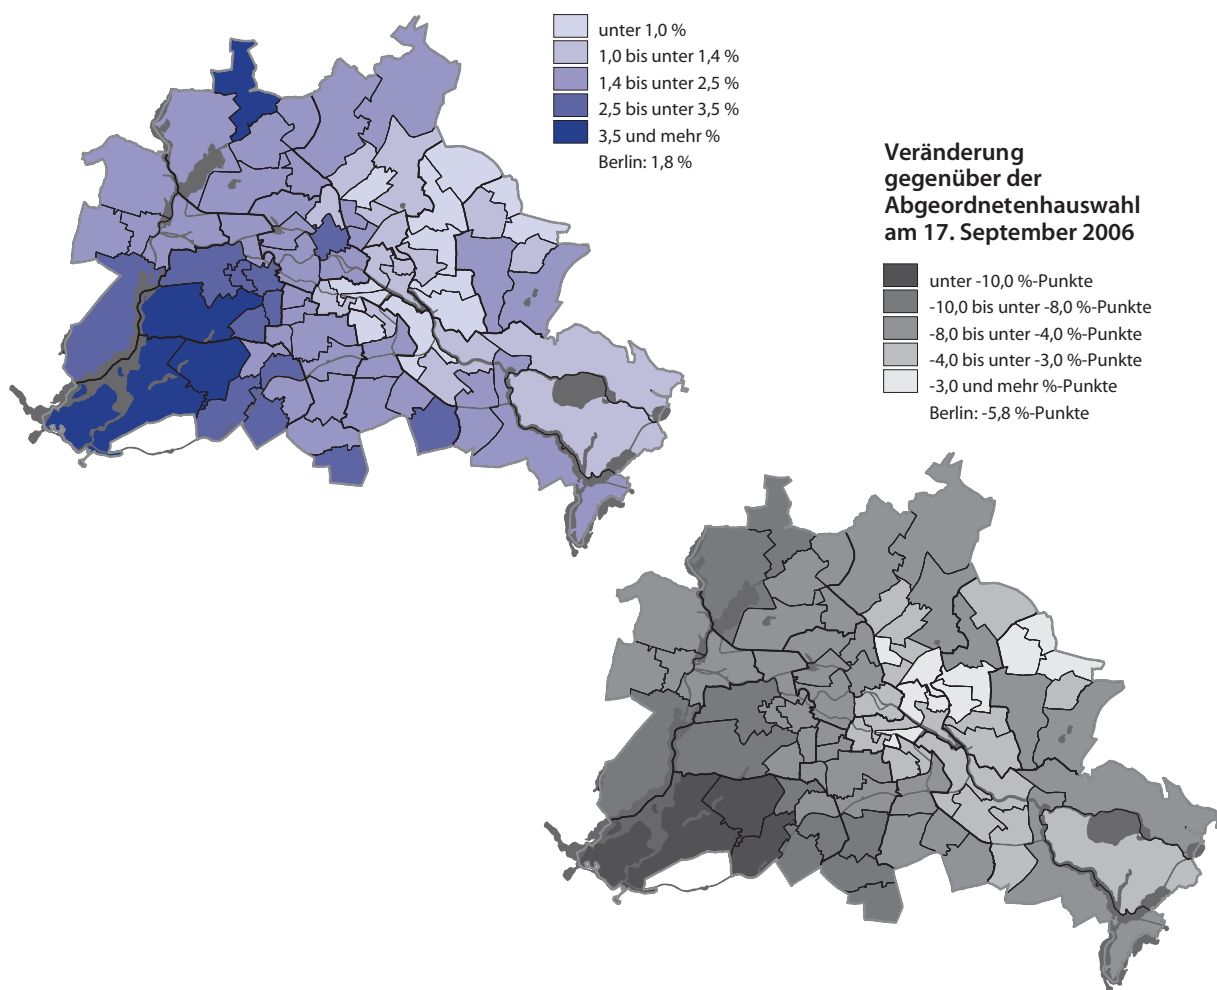 unter 1,0 %
1,0 bis unter 1,4 %
1,4 bis unter 2,5 %
2,5 bis unter 3,5 %
3,5 und mehr %
Berlin: 1,8 %
Veränderung
gegenüber der
Abgeordnetenhauswahl
am 17. September 2006
unter -10,0 %-Punkte
-10,0 bis unter -8,0 %-Punkte
-8,0 bis unter -4,0 %-Punkte
-4,0 bis unter -3,0 %-Punkte
-3,0 und mehr %-Punkte
Berlin: -5,8 %-Punkte